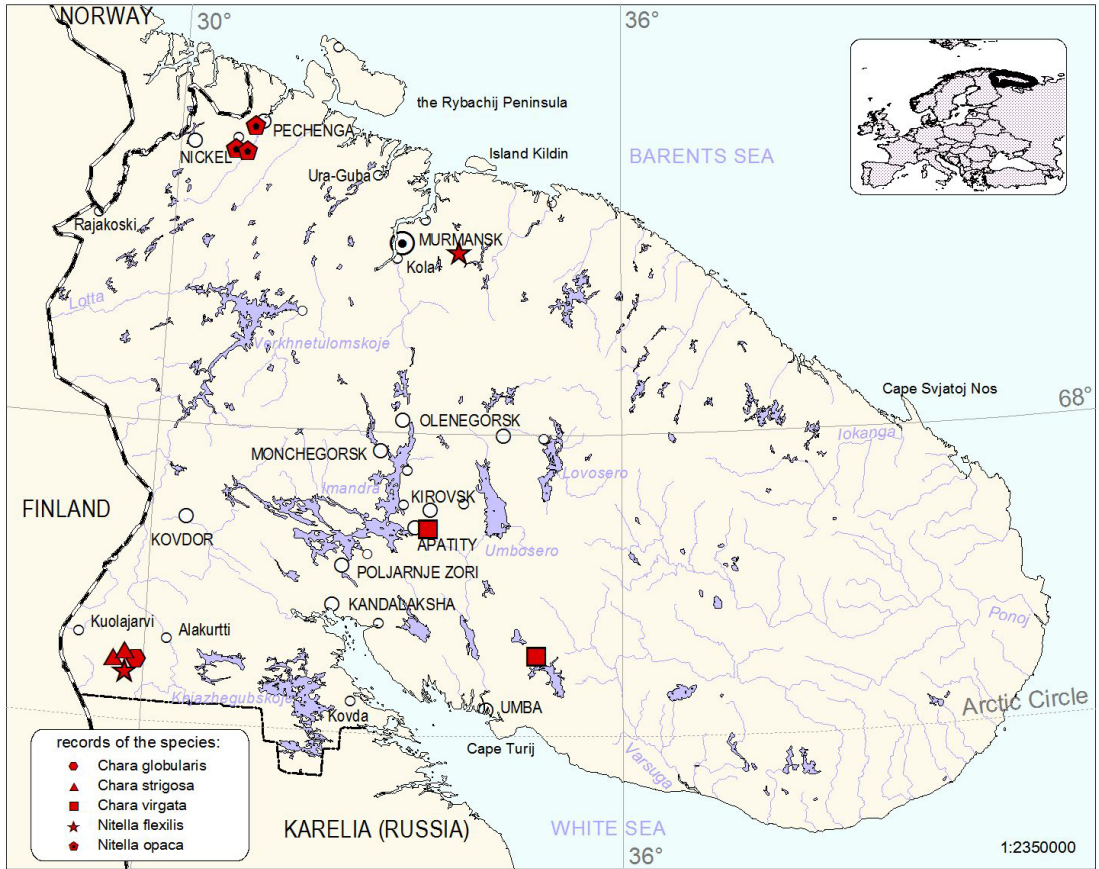 NORWAY
30°
36°
the Rybachij Peninsula
PECHENGA
NICKEL
Island Kildin
BARENTS SEA
Ura-Guba
Rajakoski
MURMANSK
Kola
Lotta
Verkhnetulomskoje
Cape Svjatoj Nos
68°
OLENEGORSK
Iokanga
MONCHEGORSK
Lovosero
Imandra
KIROVSK
FINLAND
KOVDOR
APATITY
Umbosero
POLJARNJE ZORI
KANDALAKSHA
Ponoj
Kuolajarvi
Alakurtti
Knjazhegubskoje
Arctic Circle
Kovda
UMBA
Cape Turij
Varsuga
records of the species:
Chara globularis
Chara strigosa
Chara virgata
Nitella flexilis
Nitella opaca
KARELIA (RUSSIA)
WHITE SEA
36°
1:2350000